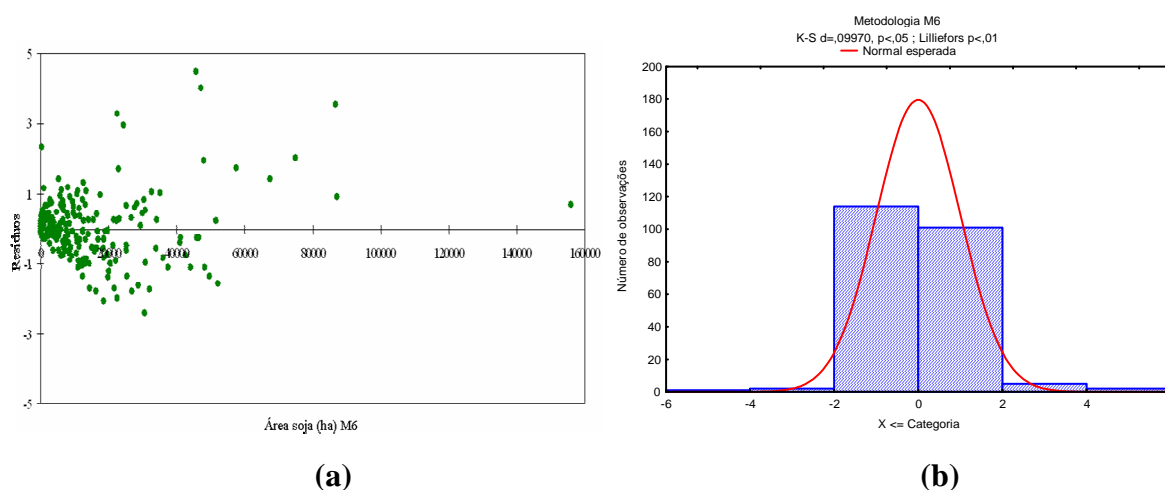 5
3
1
-1
-3
-5
Resíduos
0 20000 40000 60000 80000 100000 120000 140000 160000
Área soja (ha) M6
(a)
Metodologia M6
K-S d=,09970, p<,05 ; Lilliefors p<,01
Normal esperada
200
180
160
140
120
100
80
60
40
20
0
Número de observações
-6 -4 -2 0 2 4
X <= Categoria
(b)